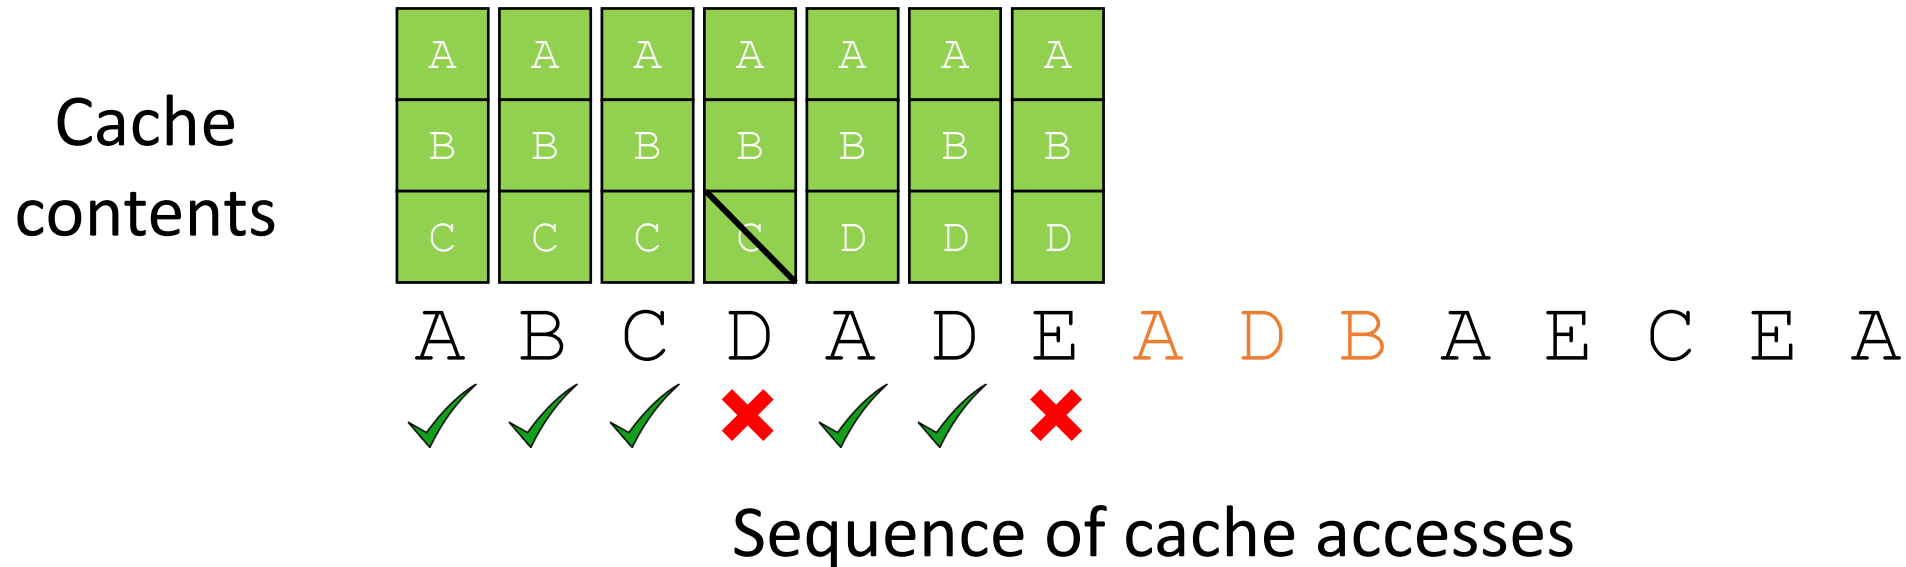 Cache
contents
A A A A A A A
B B B B B B B
C C C C D D D
A B C D A D E A D B A E C E A
Sequence of cache accesses